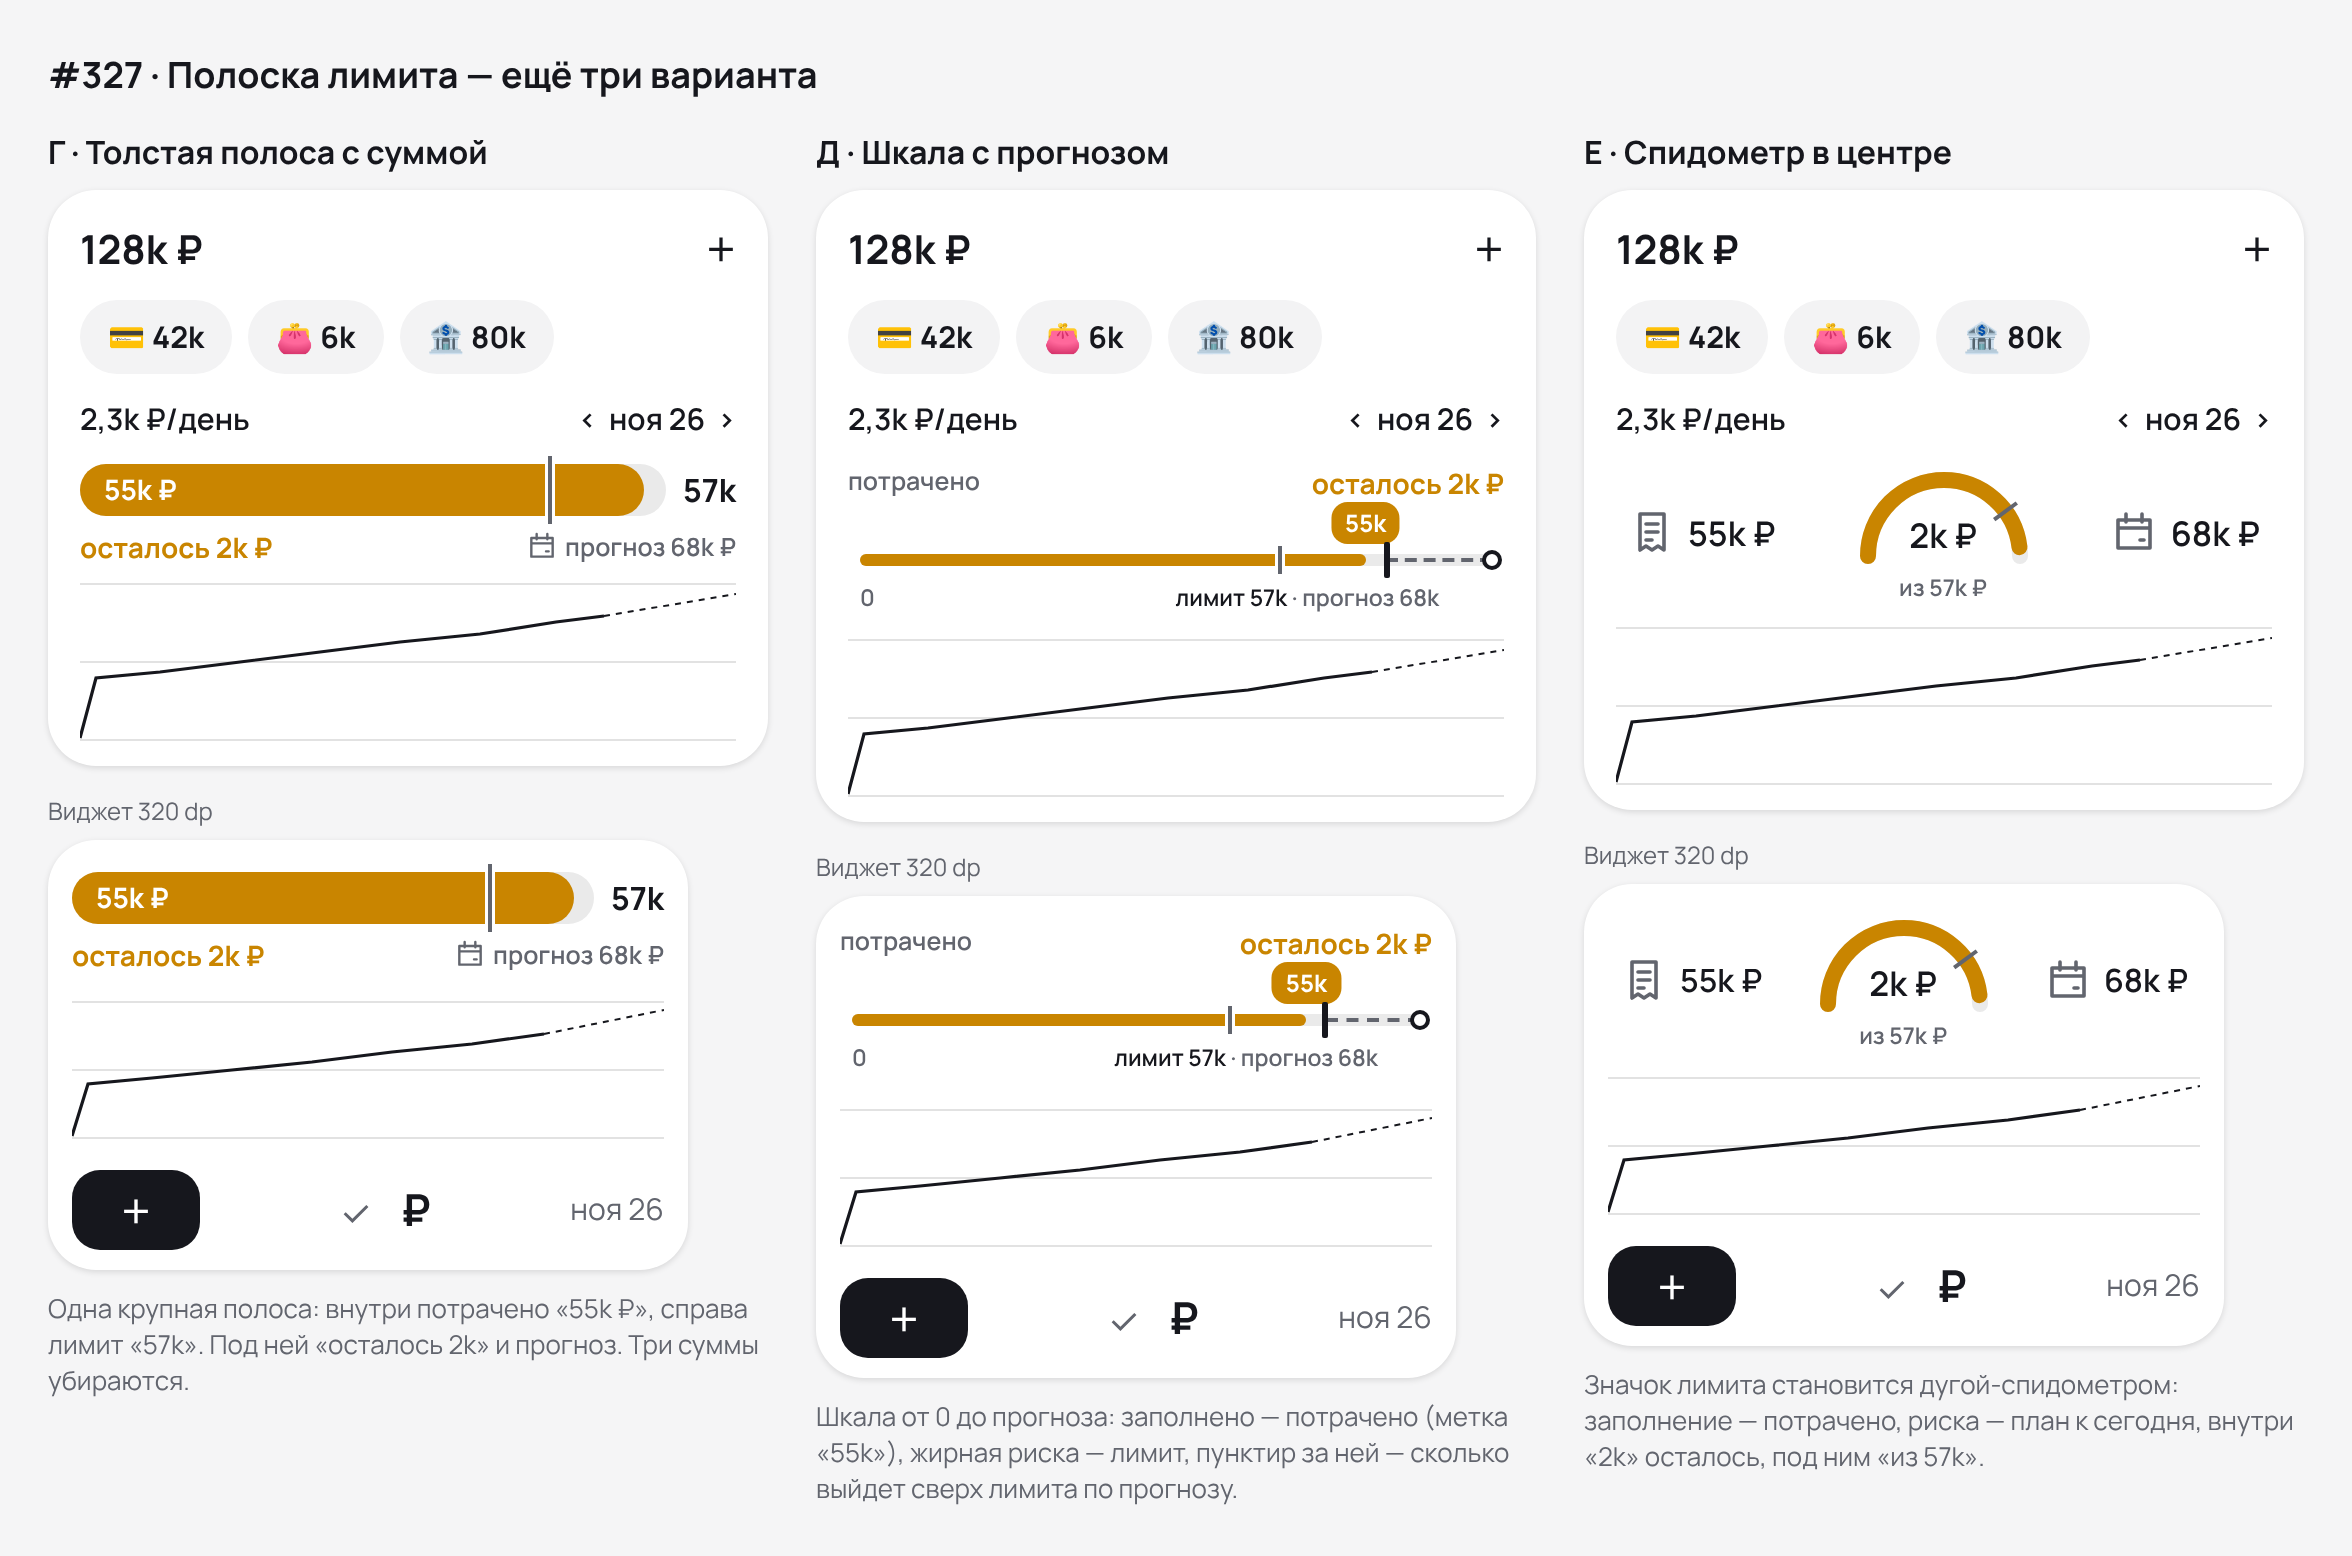 #327 · Полоска лимита — ещё три варианта
Г · Толстая полоса с суммой
128k ₽
+
42k
6k
80k
2,3k ₽/день
‹ ноя 26 ›
55k ₽
57k
осталось 2k ₽
прогноз 68k ₽
Виджет 320 dp
55k ₽
57k
осталось 2k ₽
прогноз 68k ₽
+
₽
ноя 26
Одна крупная полоса: внутри потрачено «55k ₽», справа
лимит «57k». Под ней «осталось 2k» и прогноз. Три суммы
убираются.
Д · Шкала с прогнозом
128k ₽
+
42k
6k
80k
2,3k ₽/день
‹ ноя 26 ›
потрачено
осталось 2k ₽
55k
0
лимит 57k · прогноз 68k
Виджет 320 dp
потрачено
осталось 2k ₽
55k
0
лимит 57k · прогноз 68k
+
₽
ноя 26
Шкала от 0 до прогноза: заполнено — потрачено (метка
«55k»), жирная риска — лимит, пунктир за ней — сколько
выйдет сверх лимита по прогнозу.
Е · Спидометр в центре
128k ₽
+
42k
6k
80k
2,3k ₽/день
‹ ноя 26 ›
55k ₽
2k ₽
68k ₽
из 57k ₽
Виджет 320 dp
55k ₽
2k ₽
68k ₽
из 57k ₽
+
₽
ноя 26
Значок лимита становится дугой-спидометром:
заполнение — потрачено, риска — план к сегодня, внутри
«2k» осталось, под ним «из 57k».